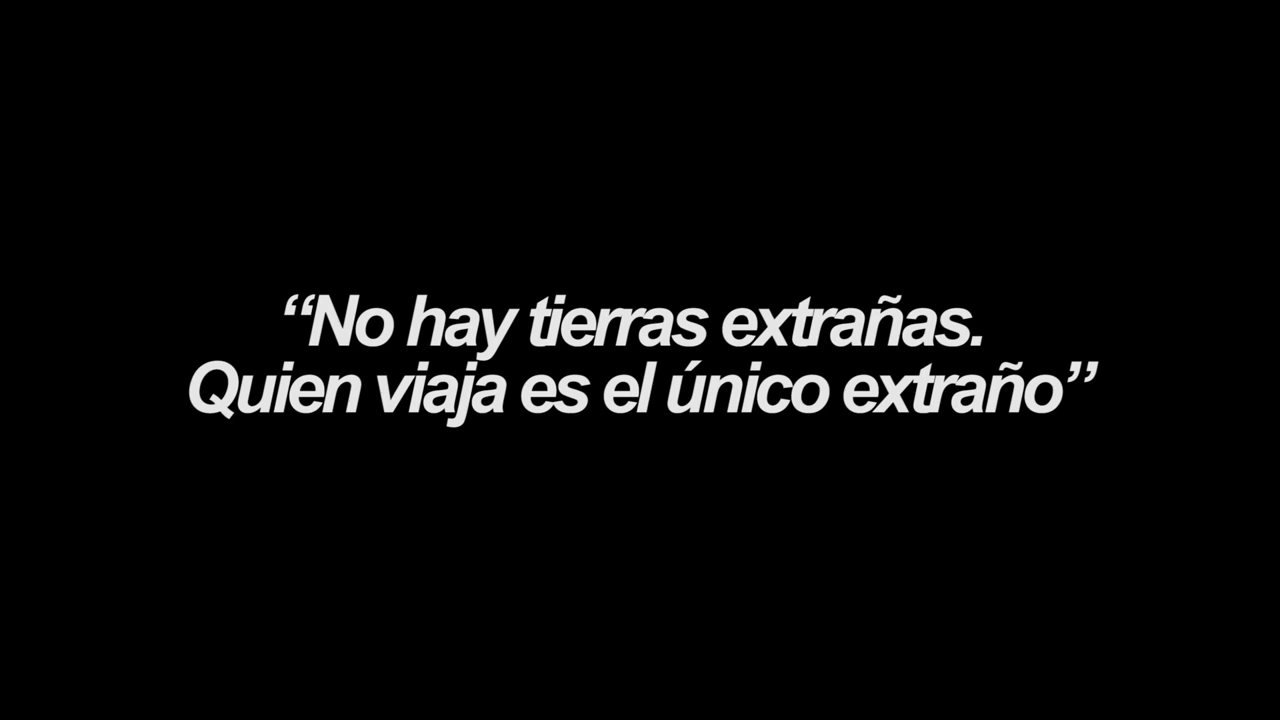 “No hay tierras extrañas.
Quien viaja es el único extraño”